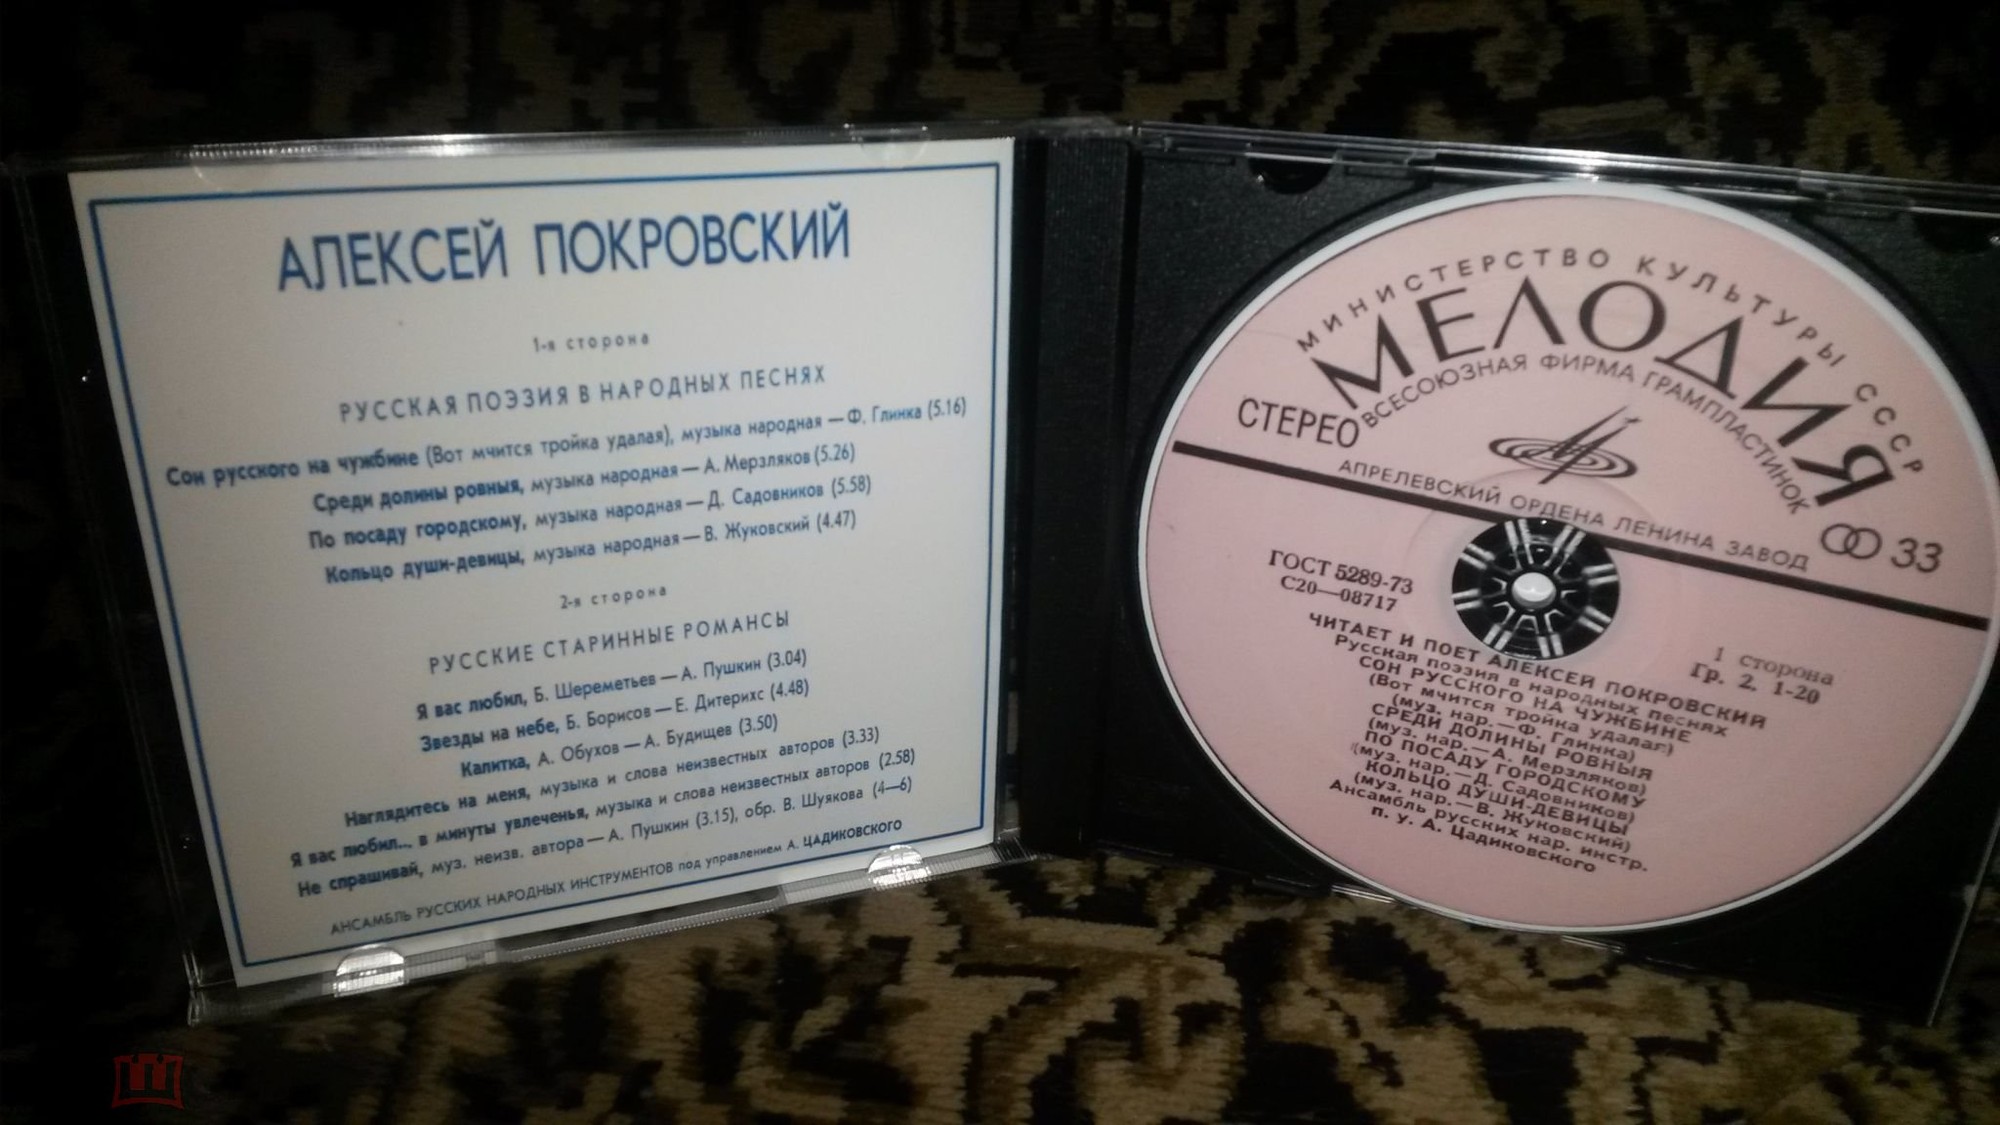 АЛЕКСЕЙ ПОКРОВСКИЙ
1-я сторона
РУССКАЯ ПОЭЗИЯ В НАРОДНЫХ ПЕСНЯХ
Сон русского на чужбине (Вот мчится тройка удалая), музыка народная — Ф. Глинка (5.16)
Среди долины ровныя, музыка народная — А. Мерзляков (5.26)
По посаду городскому, музыка народная — Д. Садовников (5.58)
Кольцо души-девицы, музыка народная — В. Жуковский (4.47)
2-я сторона
РУССКИЕ СТАРИННЫЕ РОМАНСЫ
Я вас любил, Б. Шереметьев — А. Пушкин (3.04)
Звезды на небе, Б. Борисов — Е. Дитерихс (4.48)
Калитка, А. Обухов — А. Будищев (3.50)
Наглядитесь на меня, музыка и слова неизвестных авторов (3.33)
Я вас любил... в минуты увлеченья, музыка и слова неизвестных авторов (2.58)
Не спрашивай, муз. неизв. автора — А. Пушкин (3.15), обр. В. Шуякова (4—6)
АНСАМБЛЬ РУССКИХ НАРОДНЫХ ИНСТРУМЕНТОВ под управлением А. ЦАДИКОВСКОГО
МИНИСТЕРСТВО КУЛЬТУРЫ СССР
МЕЛОДИЯ
ВСЕСОЮЗНАЯ ФИРМА ГРАМПЛАСТИНОК
СТЕРЕО
АПРЕЛЕВСКИЙ ОРДЕНА ЛЕНИНА ЗАВОД
33
ГОСТ 5289-73
С20—08717
1 сторона
Гр. 2. 1-20
ЧИТАЕТ И ПОЕТ АЛЕКСЕЙ ПОКРОВСКИЙ
Русская поэзия в народных песнях
СОН РУССКОГО НА ЧУЖБИНЕ
(Вот мчится тройка удалая)
(муз. нар.—Ф. Глинка)
СРЕДИ ДОЛИНЫ РОВНЫЯ
(муз. нар.—А. Мерзляков)
ПО ПОСАДУ ГОРОДСКОМУ
(муз. нар.—Д. Садовников)
КОЛЬЦО ДУШИ-ДЕВИЦЫ
(муз. нар.—В. Жуковский)
Ансамбль русских нар. инстр.
п. у. А. Цадиковского